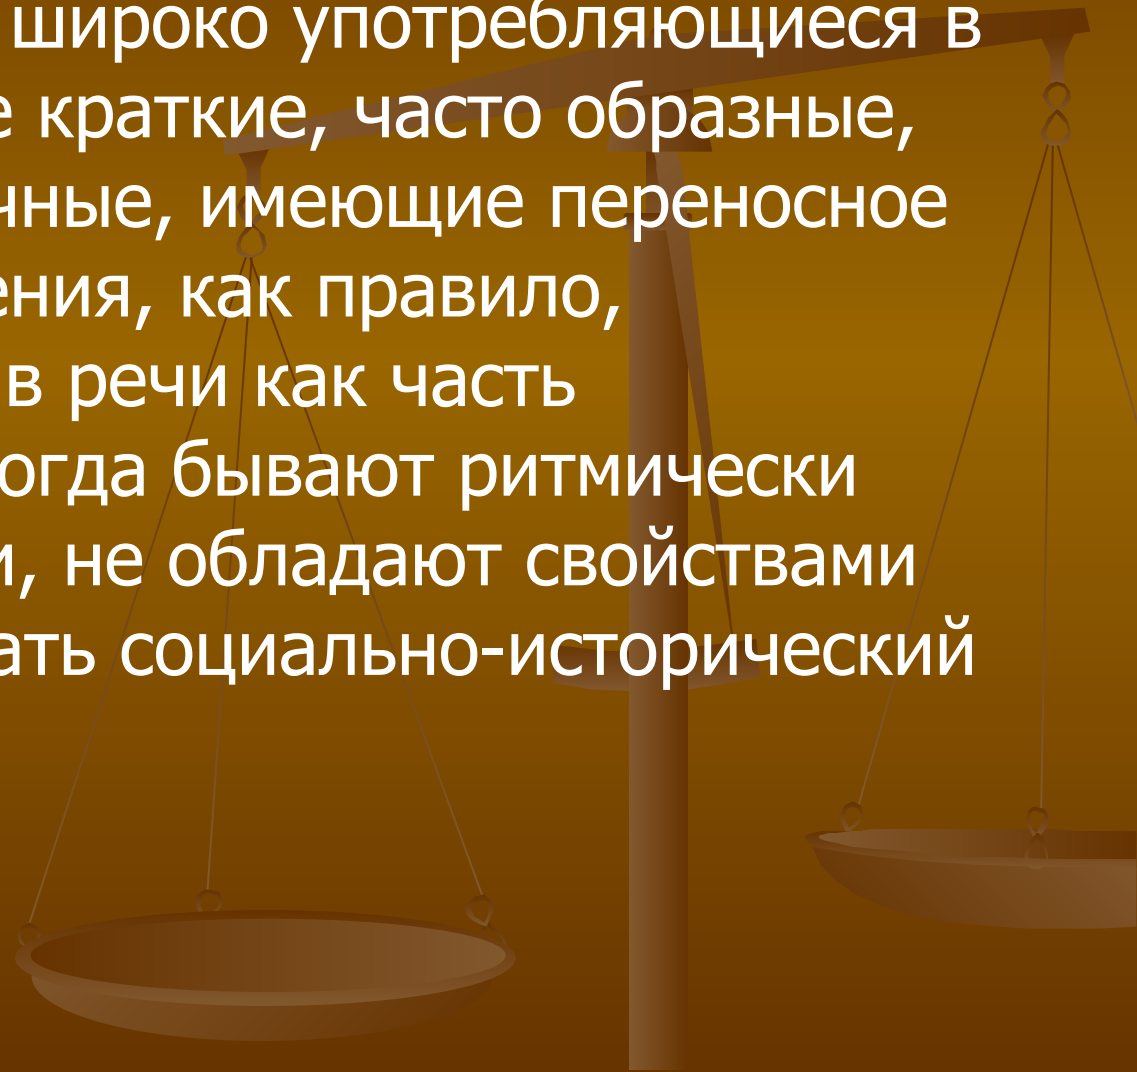 широко употребляющиеся в
е краткие, часто образные,
чные, имеющие переносное
ения, как правило,
в речи как часть
огда бывают ритмически
и, не обладают свойствами
ать социально-исторический